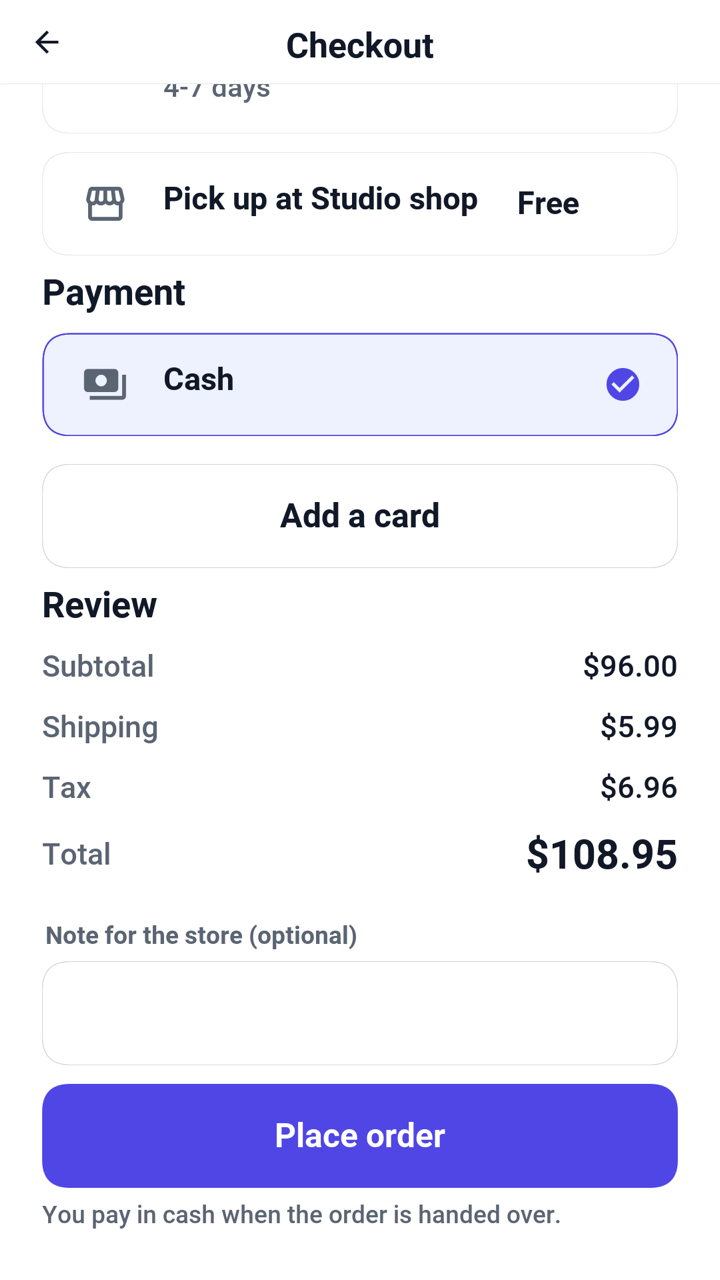 Checkout
4-7 days
Pick up at Studio shop
Free
Payment
Cash
Add a card
Review
Subtotal
$96.00
Shipping
$5.99
Tax
$6.96
Total
$108.95
Note for the store (optional)
Place order
You pay in cash when the order is handed over.